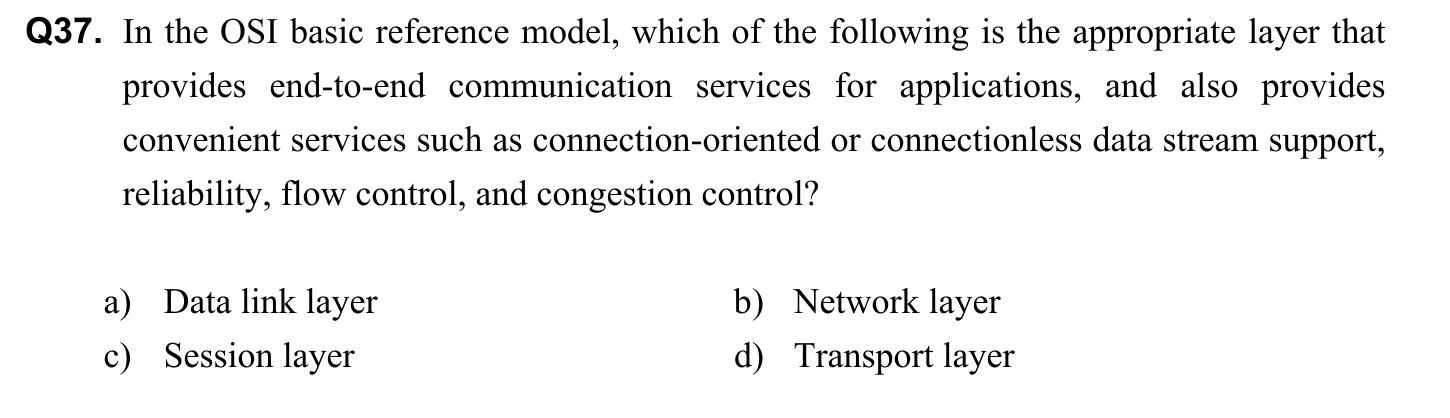 Q37. In the OSI basic reference model, which of the following is the appropriate layer that
provides end-to-end communication services for applications, and also provides
convenient services such as connection-oriented or connectionless data stream support,
reliability, flow control, and congestion control?
a) Data link layer b) Network layer
c) Session layer d) Transport layer